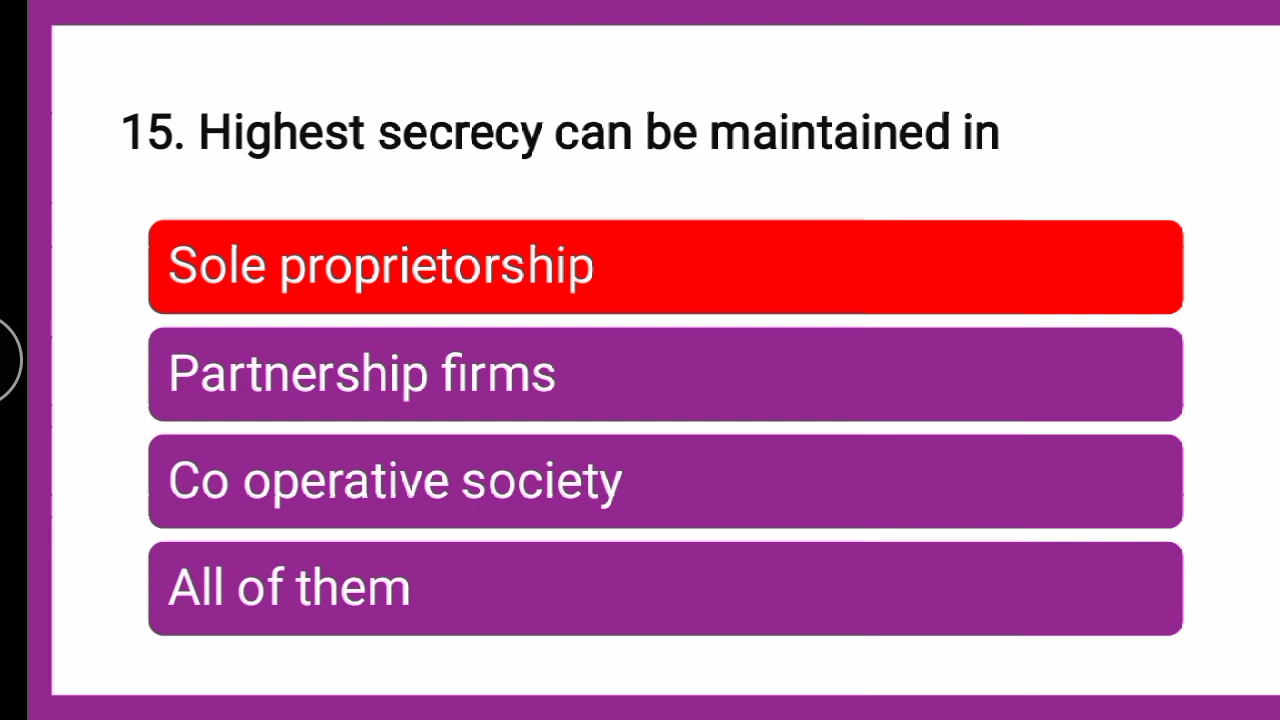 15. Highest secrecy can be maintained in
Sole proprietorship
Partnership firms
Co operative society
All of them